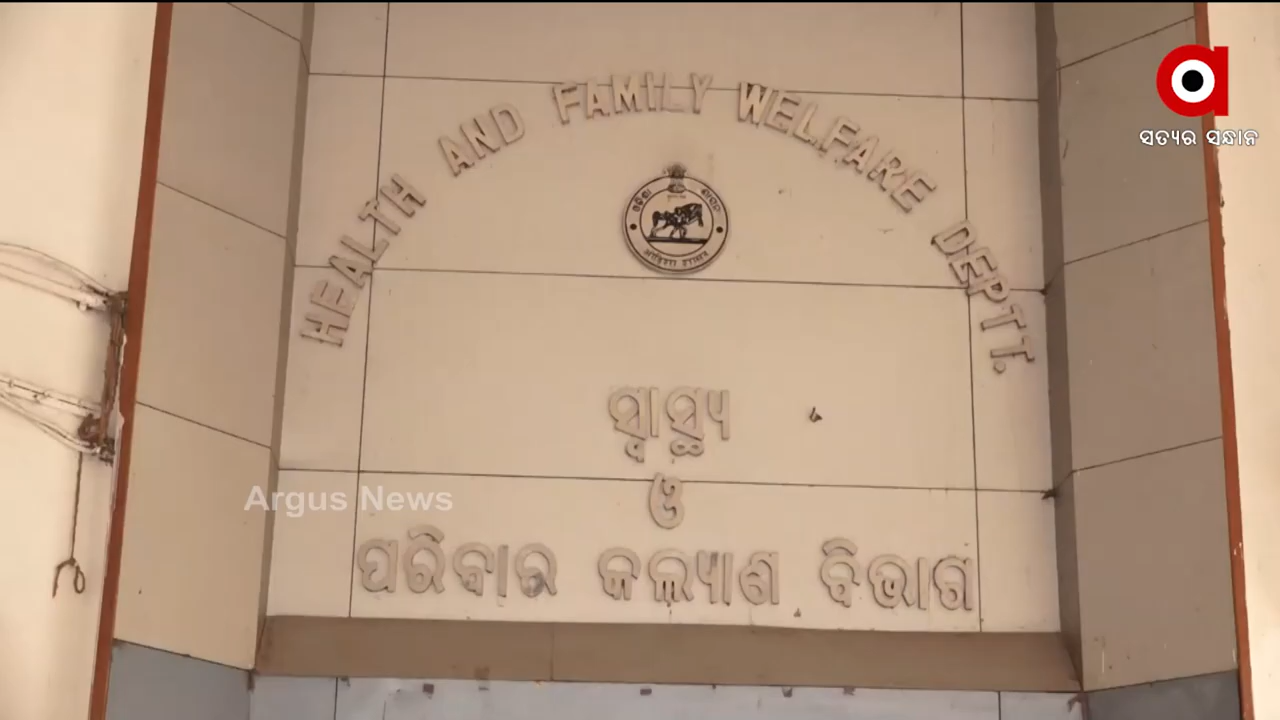 ସତ୍ୟର ସନ୍ଧାନ
HEALTH AND FAMILY WELFARE DEPTT.
ସ୍ୱାସ୍ଥ୍ୟ
ଓ
Argus News
ପରିବାର କଲ୍ୟାଣ ବିଭାଗ